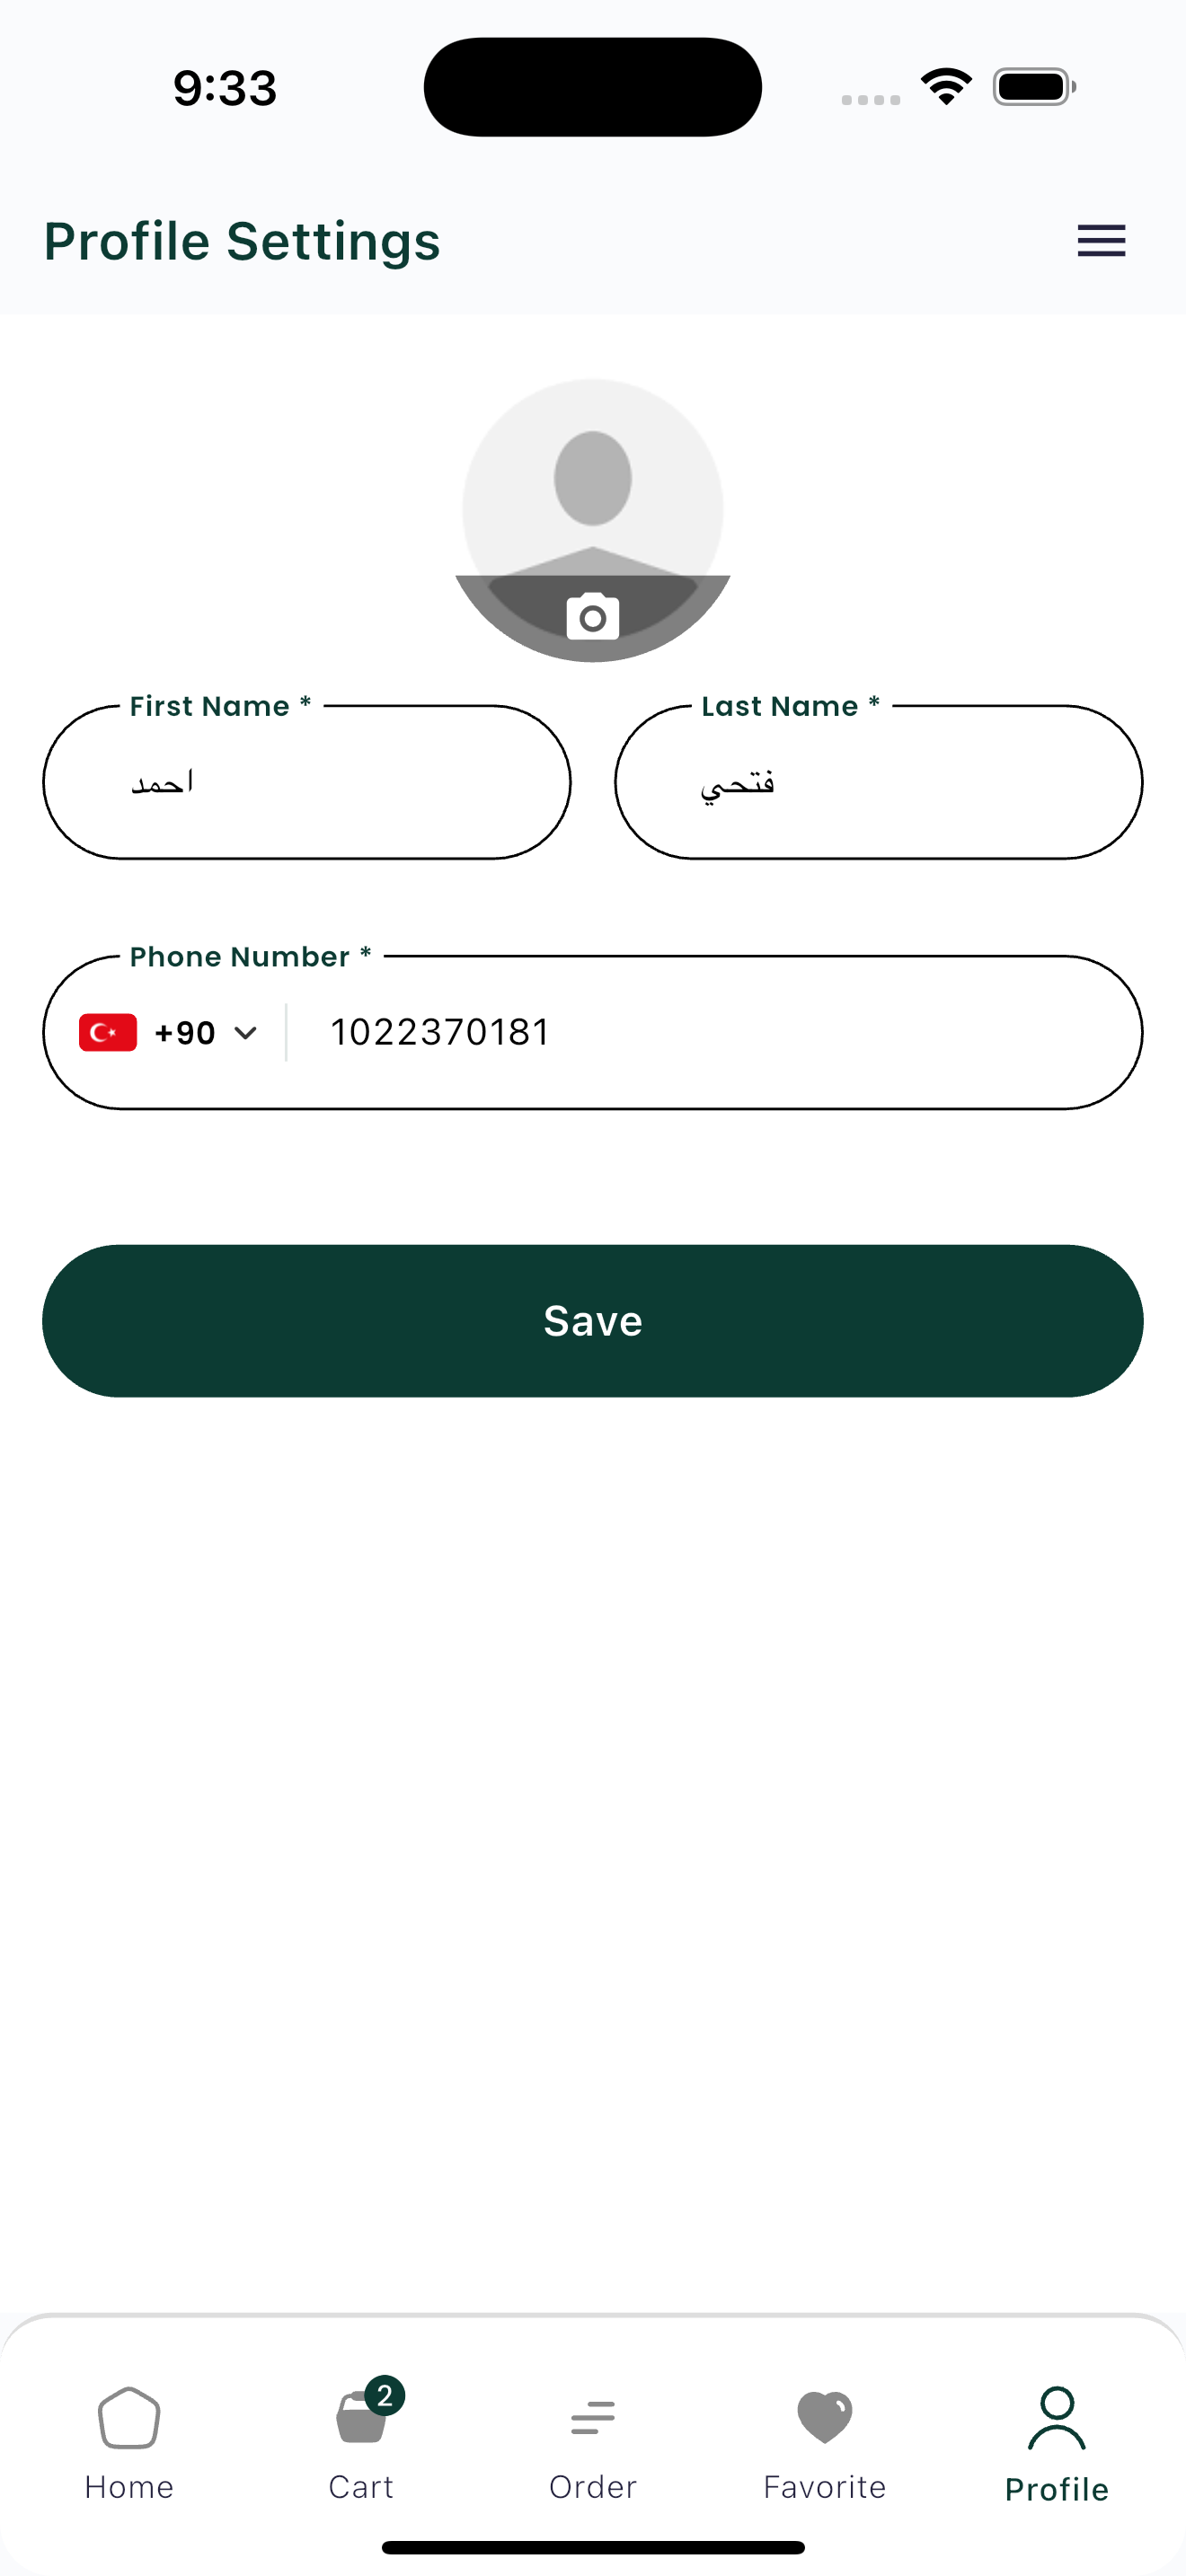 9:33
Profile Settings
First Name *
Last Name *
احمد
فتحي
Phone Number *
+90 1022370181
Save
2
Home Cart Order Favorite Profile